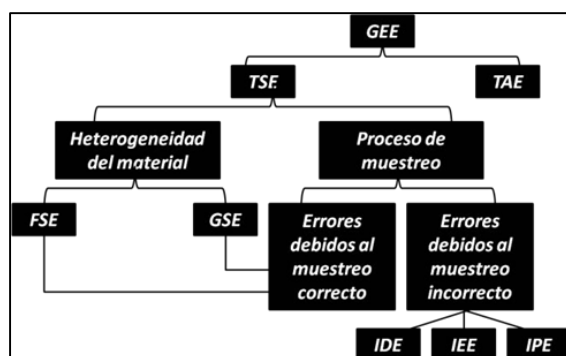 GEE
TSE
TAE
Heterogeneidad
del material
Proceso de
muestreo
FSE
GSE
Errores
debidos al
muestreo
correcto
Errores
debidos al
muestreo
incorrecto
IDE
IEE
IPE